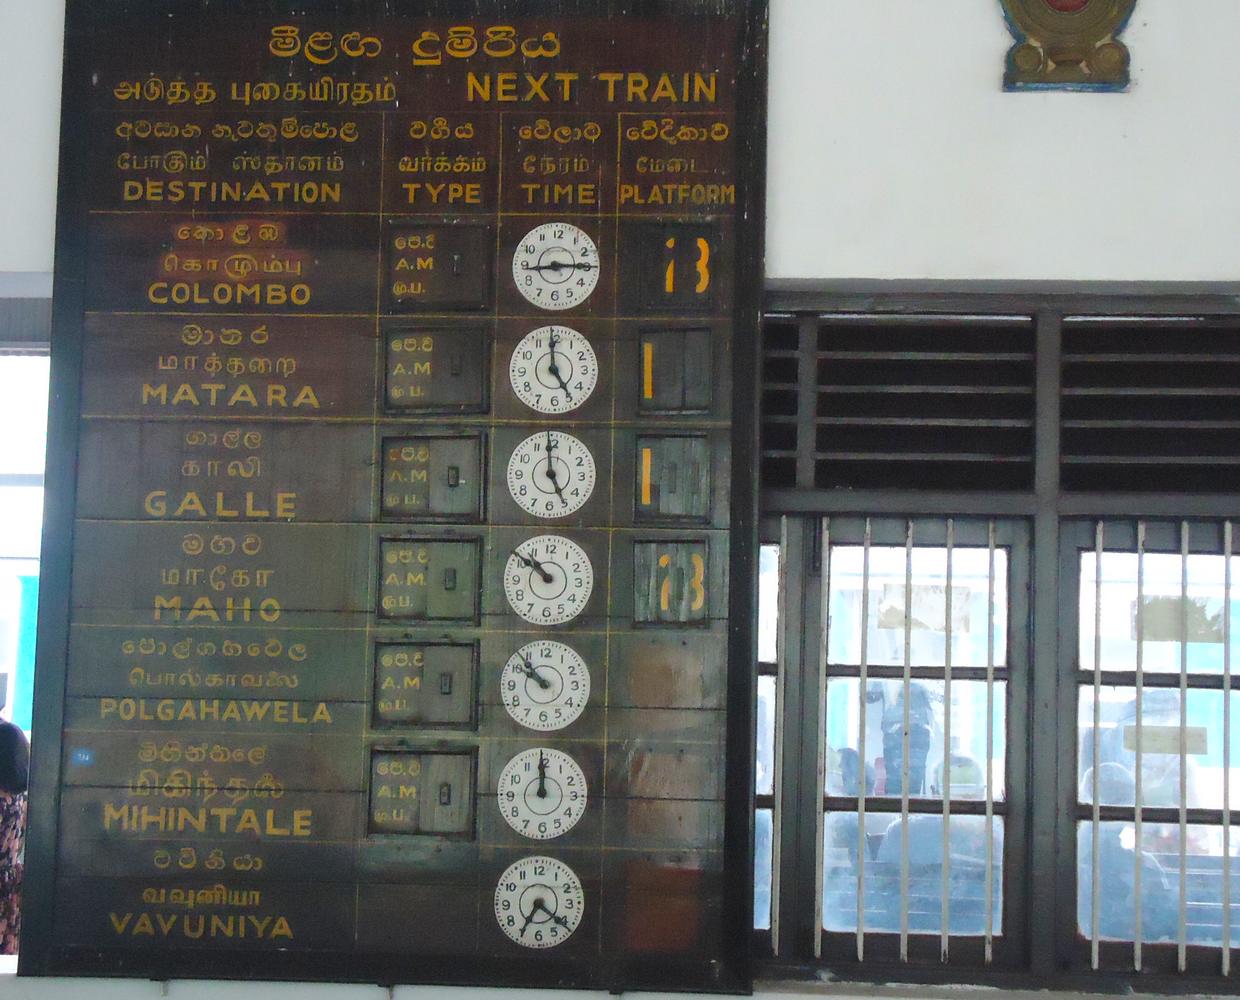 මීළඟ දුම්රිය
அடுத்த புகையிரதம் NEXT TRAIN
අවසාන නැවතුම්පොළ වර්ගය වේලාව වේදිකාව
போகும் ஸ்தானம் வர்க்கம் நேரம் மேடை
DESTINATION TYPE TIME PLATFORM
කොළඹ පෙ.ව
கொழும்பு A.M
COLOMBO மு.ப.
මාතර පෙ.ව
மாத்தறை A.M 1
MATARA மு.ப.
ගාල්ල පෙ.ව
காலி A.M 1
GALLE மு.ப.
මහව පෙ.ව
மாகோ A.M
MAHO மு.ப.
පොල්ගහවෙල පෙ.ව
பொல்காவலை A.M
POLGAHAWELA மு.ப.
මිහින්තලේ පෙ.ව
மிகிந்தலை A.M
MIHINTALE மு.ப.
වව්නියා
வவுனியா
VAVUNIYA